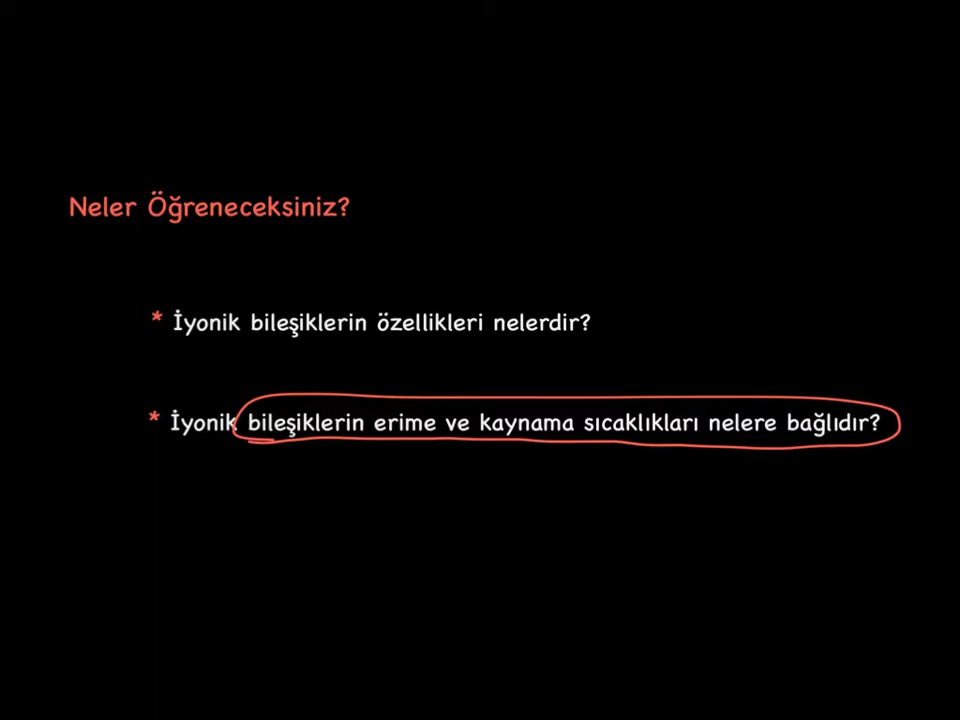 Neler Öğreneceksiniz?
* İyonik bileşiklerin özellikleri nelerdir?
* İyonik bileşiklerin erime ve kaynama sıcaklıkları nelere bağlıdır?